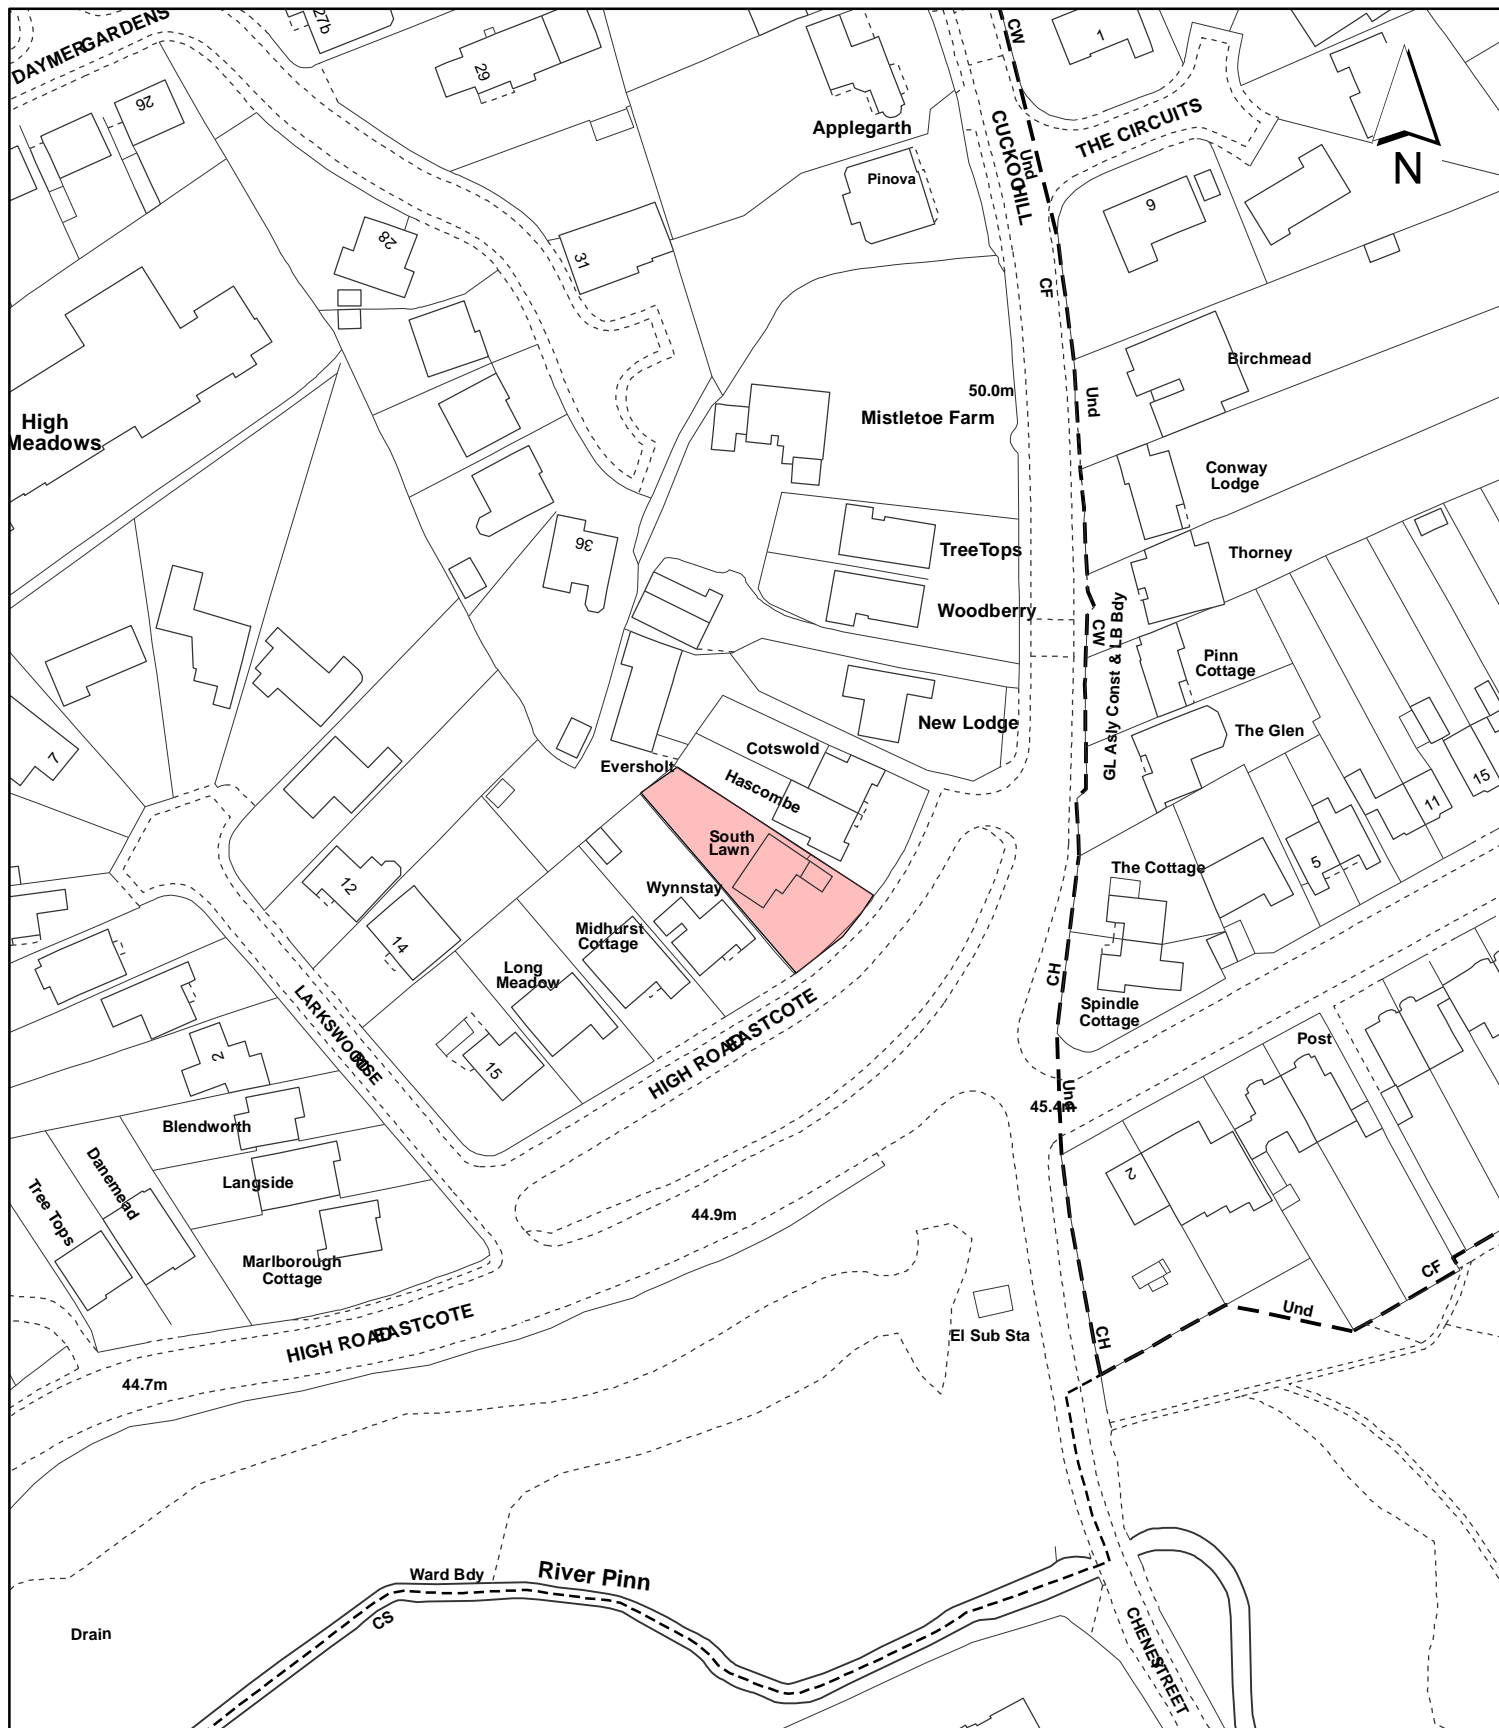 DAYMER GARDENS
27b
29
26
28
31
Applegarth
Pinova
CW
1
CUCKOO HILL
Und
THE CIRCUITS
N
6
CF
High
Meadows
50.0m
Mistletoe Farm
Und
Birchmead
Conway
Lodge
36
TreeTops
Thorney
Woodberry
CW
GL Asly Const & LB Bdy
Pinn
Cottage
New Lodge
The Glen
7
Eversholt
Cotswold
Hascombe
15
11
South
Lawn
5
The Cottage
12
Wynnstay
14
Midhurst
Cottage
Long
Meadow
CH
Spindle
Cottage
LARKSWOOD RISE
HIGH ROAD EASTCOTE
15
Post
2
Und
45.4m
Blendworth
Langside
Danemead
Tree Tops
2
44.9m
Marlborough
Cottage
CF
Und
El Sub Sta
CH
HIGH ROAD EASTCOTE
44.7m
Ward Bdy
River Pinn
CS
Drain
CHENEY STREET